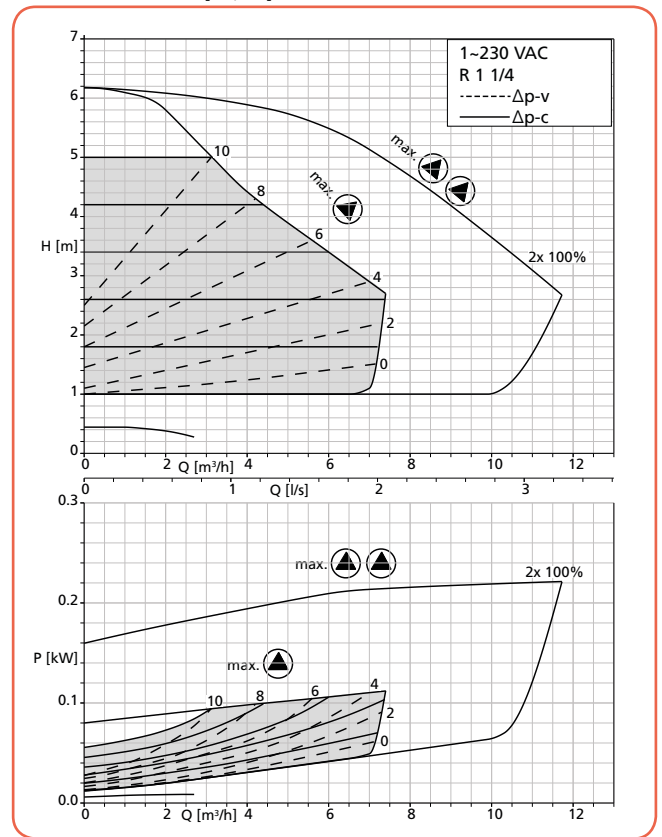 7
1~230 VAC
R 1 1/4
Δp-v
Δp-c
6
max.
5
10
max.
8
4
6
H [m]
2x 100%
3
4
2
2
0
1
0
0 2 Q [m³/h] 4 6 8 10 12
0 1 Q [l/s] 2 3
0.3
max.
2x 100%
0.2
P [kW]
max.
4
6
8
10
0.1
2
0
0.0
0 2 Q [m³/h] 4 6 8 10 12